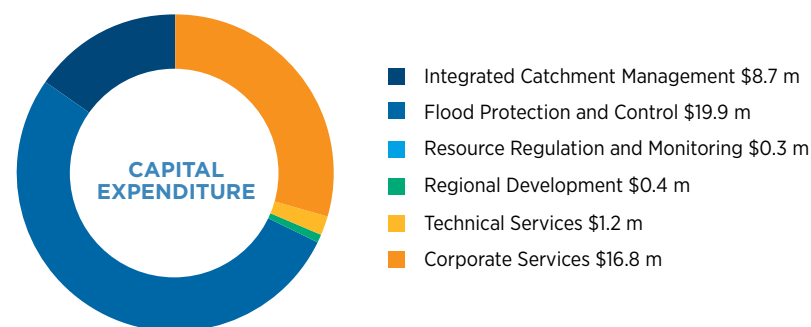 CAPITAL
EXPENDITURE
Integrated Catchment Management $8.7 m
Flood Protection and Control $19.9 m
Resource Regulation and Monitoring $0.3 m
Regional Development $0.4 m
Technical Services $1.2 m
Corporate Services $16.8 m